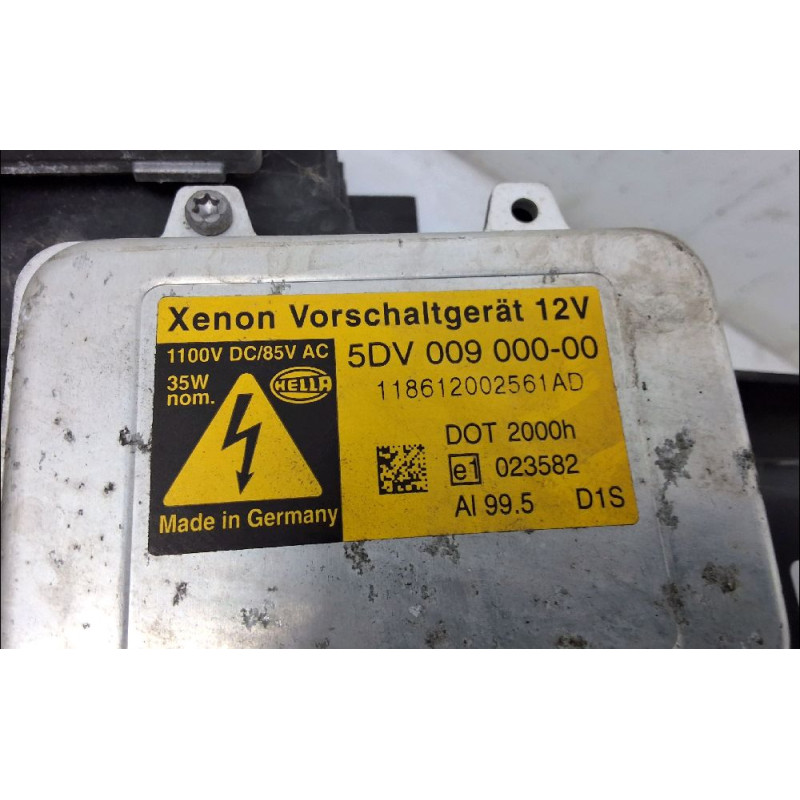 Xenon Vorschaltgerät 12V
1100V DC/85V AC
35W
nom.
HELLA
Made in Germany
5DV 009 000-00
118612002561AD
DOT 2000h
e1 023582
Al 99.5 D1S